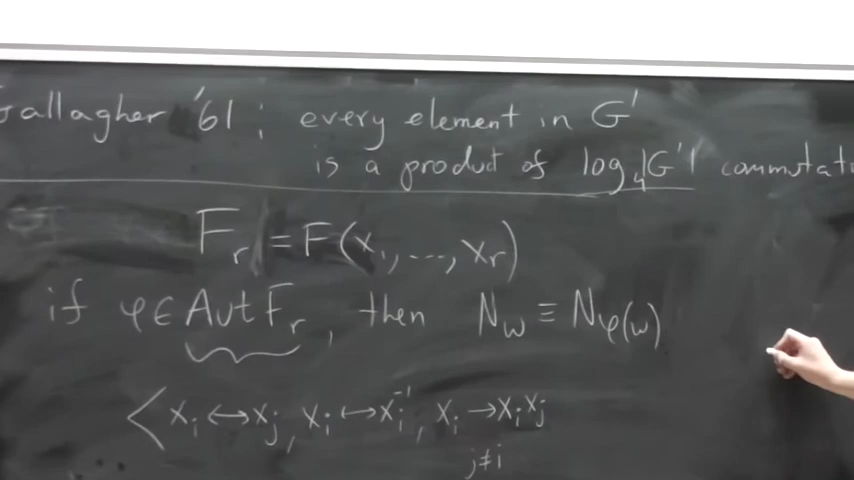 Gallagher '61 : every element in G'
is a product of log₄|G'| commutat
F_r = F(x_1, ..., x_r)
if φ ∈ Aut F_r, then N_w ≡ N_φ(w)
< x_i ↔ x_j, x_i ↦ x_i^-1, x_i → x_i x_j
j≠i